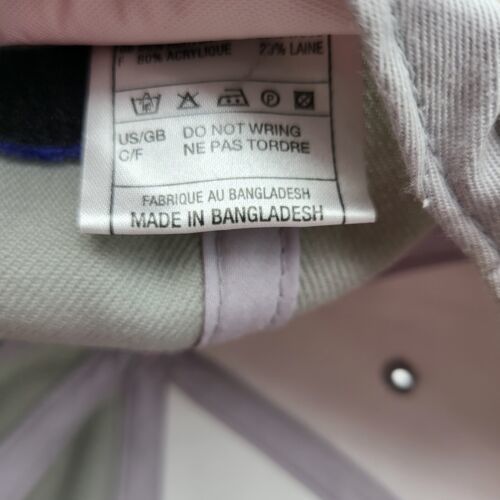 F 80% ACRYLIQUE 20% LAINE
US/GB DO NOT WRING
C/F NE PAS TORDRE
FABRIQUE AU BANGLADESH
MADE IN BANGLADESH